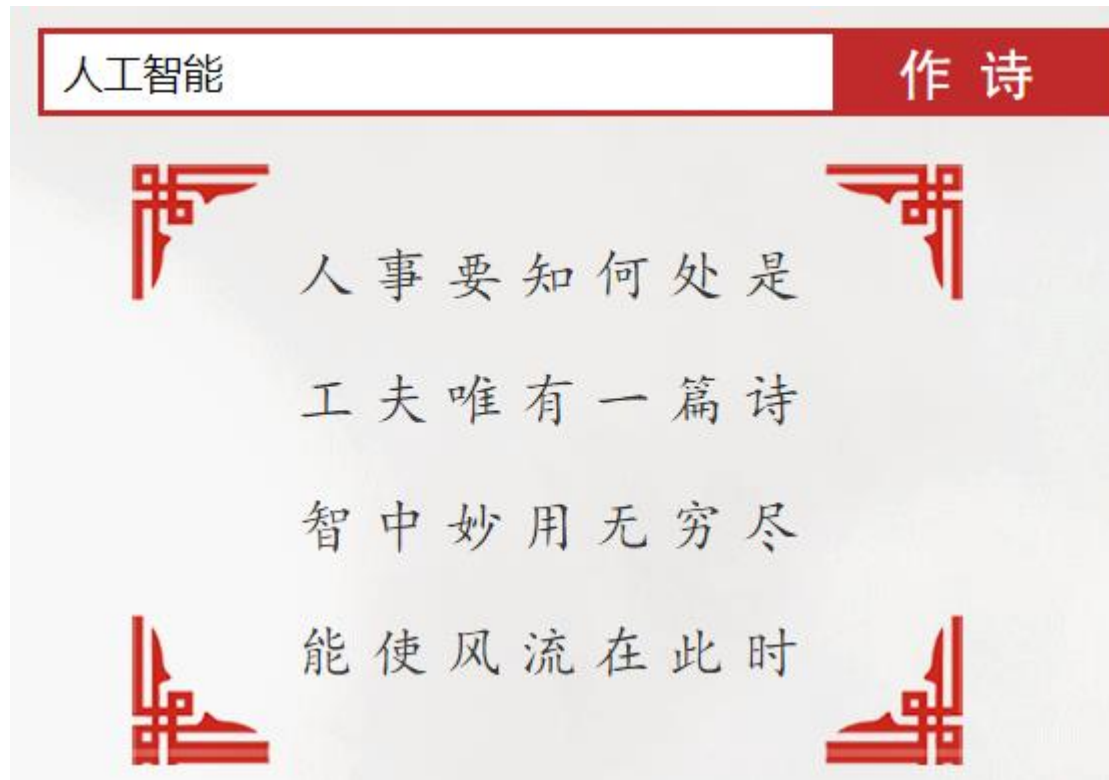 人工智能 作诗
人事要知何处是
工夫唯有一篇诗
智中妙用无穷尽
能使风流在此时